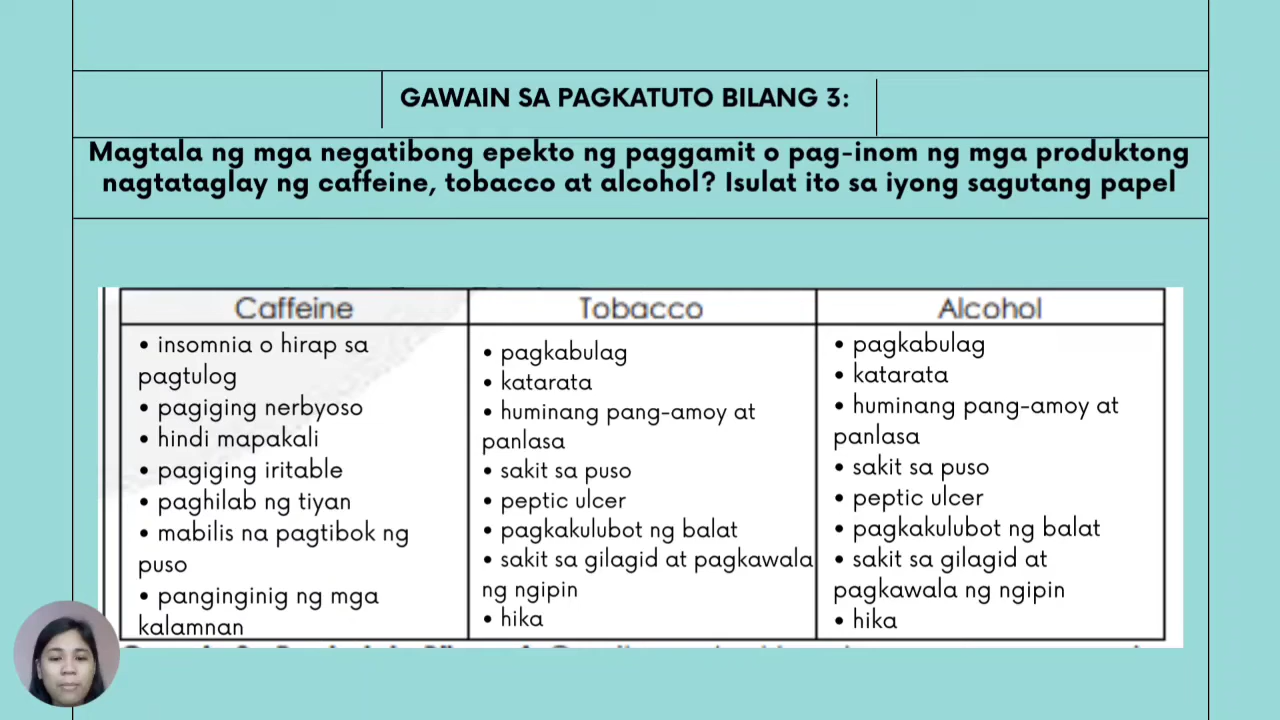 GAWAIN SA PAGKATUTO BILANG 3:
Magtala ng mga negatibong epekto ng paggamit o pag-inom ng mga produktong
nagtataglay ng caffeine, tobacco at alcohol? Isulat ito sa iyong sagutang papel
Caffeine
• insomnia o hirap sa
pagtulog
• pagiging nerbyoso
• hindi mapakali
• pagiging iritable
• paghilab ng tiyan
• mabilis na pagtibok ng
puso
• panginginig ng mga
kalamnan
Tobacco
• pagkabulag
• katarata
• huminang pang-amoy at
panlasa
• sakit sa puso
• peptic ulcer
• pagkakulubot ng balat
• sakit sa gilagid at pagkawala
ng ngipin
• hika
Alcohol
• pagkabulag
• katarata
• huminang pang-amoy at
panlasa
• sakit sa puso
• peptic ulcer
• pagkakulubot ng balat
• sakit sa gilagid at
pagkawala ng ngipin
• hika